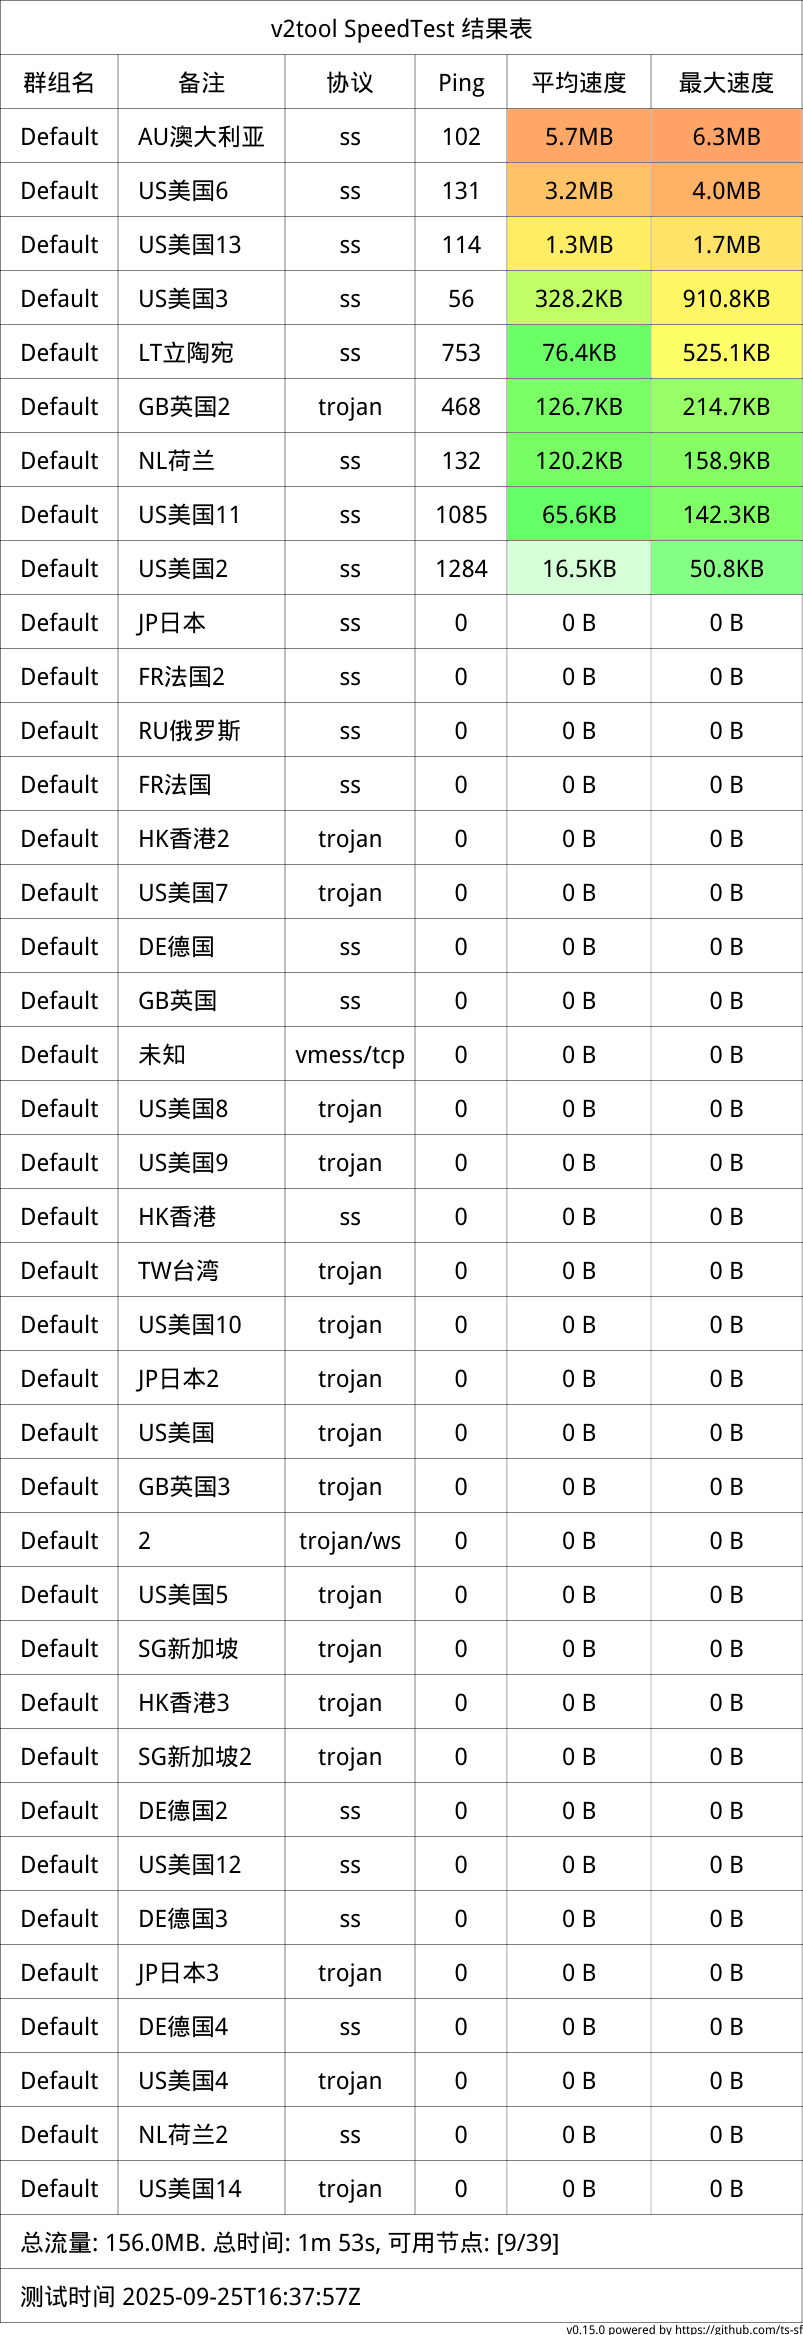 v2tool SpeedTest 结果表
群组名 备注 协议 Ping 平均速度 最大速度
Default AU澳大利亚 ss 102 5.7MB 6.3MB
Default US美国6 ss 131 3.2MB 4.0MB
Default US美国13 ss 114 1.3MB 1.7MB
Default US美国3 ss 56 328.2KB 910.8KB
Default LT立陶宛 ss 753 76.4KB 525.1KB
Default GB英国2 trojan 468 126.7KB 214.7KB
Default NL荷兰 ss 132 120.2KB 158.9KB
Default US美国11 ss 1085 65.6KB 142.3KB
Default US美国2 ss 1284 16.5KB 50.8KB
Default JP日本 ss 0 0 B 0 B
Default FR法国2 ss 0 0 B 0 B
Default RU俄罗斯 ss 0 0 B 0 B
Default FR法国 ss 0 0 B 0 B
Default HK香港2 trojan 0 0 B 0 B
Default US美国7 trojan 0 0 B 0 B
Default DE德国 ss 0 0 B 0 B
Default GB英国 ss 0 0 B 0 B
Default 未知 vmess/tcp 0 0 B 0 B
Default US美国8 trojan 0 0 B 0 B
Default US美国9 trojan 0 0 B 0 B
Default HK香港 ss 0 0 B 0 B
Default TW台湾 trojan 0 0 B 0 B
Default US美国10 trojan 0 0 B 0 B
Default JP日本2 trojan 0 0 B 0 B
Default US美国 trojan 0 0 B 0 B
Default GB英国3 trojan 0 0 B 0 B
Default 2 trojan/ws 0 0 B 0 B
Default US美国5 trojan 0 0 B 0 B
Default SG新加坡 trojan 0 0 B 0 B
Default HK香港3 trojan 0 0 B 0 B
Default SG新加坡2 trojan 0 0 B 0 B
Default DE德国2 ss 0 0 B 0 B
Default US美国12 ss 0 0 B 0 B
Default DE德国3 ss 0 0 B 0 B
Default JP日本3 trojan 0 0 B 0 B
Default DE德国4 ss 0 0 B 0 B
Default US美国4 trojan 0 0 B 0 B
Default NL荷兰2 ss 0 0 B 0 B
Default US美国14 trojan 0 0 B 0 B
总流量: 156.0MB. 总时间: 1m 53s, 可用节点: [9/39]
测试时间 2025-09-25T16:37:57Z
v0.15.0 powered by https://github.com/ts-sf